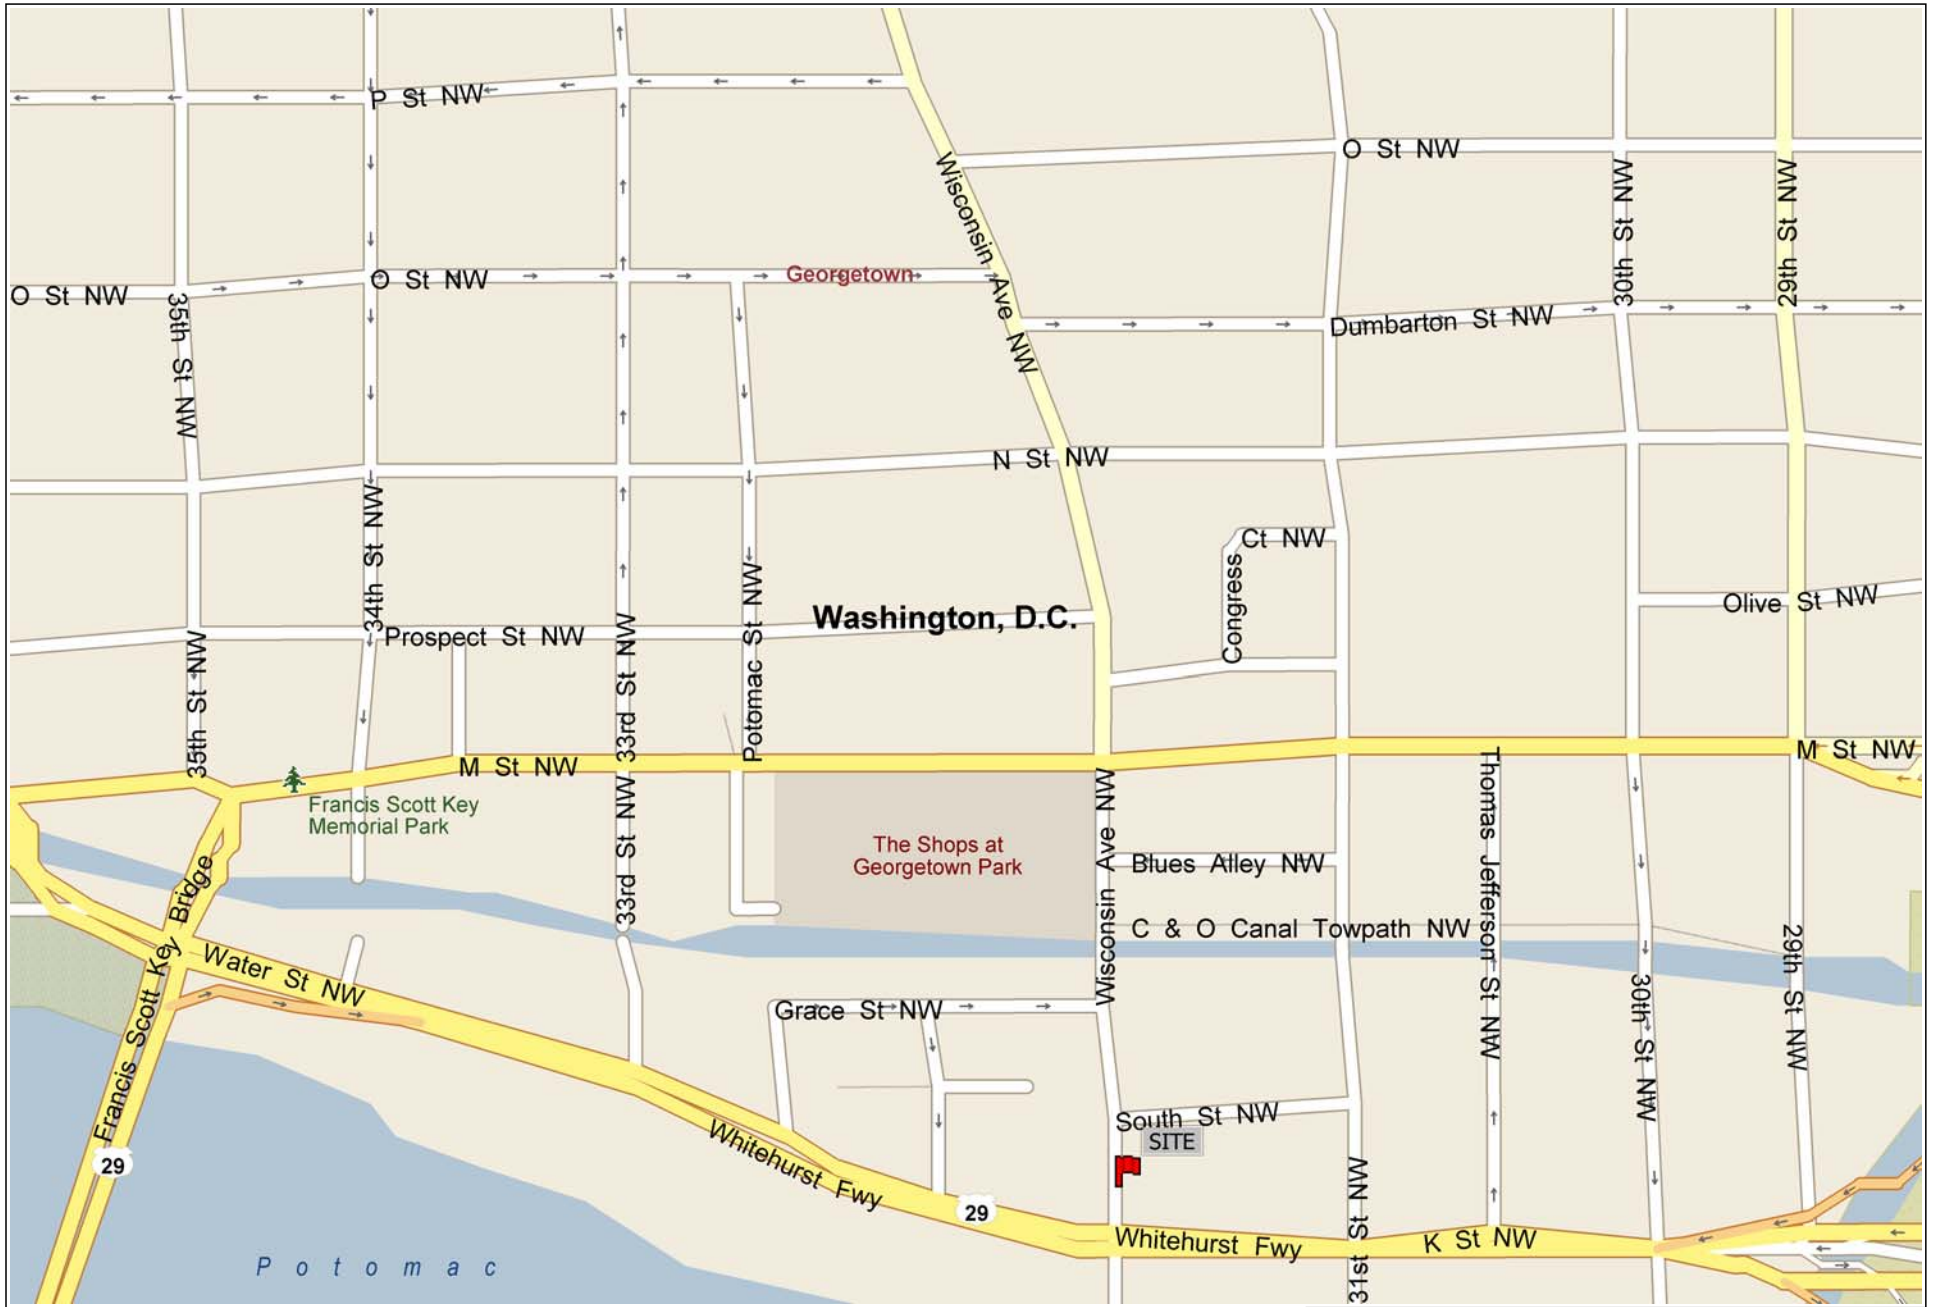 P St NW
O St NW
Wisconsin Ave NW
30th St NW
29th St NW
O St NW
O St NW
Georgetown
35th St NW
Dumbarton St NW
N St NW
34th St NW
Ct NW
Congress
Potomac St NW
Washington, D.C.
Olive St NW
Prospect St NW
33rd St NW
35th St NW
M St NW
M St NW
Francis Scott Key
Memorial Park
33rd St NW
The Shops at
Georgetown Park
Wisconsin Ave NW
Blues Alley NW
Thomas Jefferson St NW
C & O Canal Towpath NW
Francis Scott Key Bridge
Water St NW
Grace St NW
30th St NW
29th St NW
South St NW
SITE
29
Whitehurst Fwy
29
Whitehurst Fwy
K St NW
31st St NW
Potomac